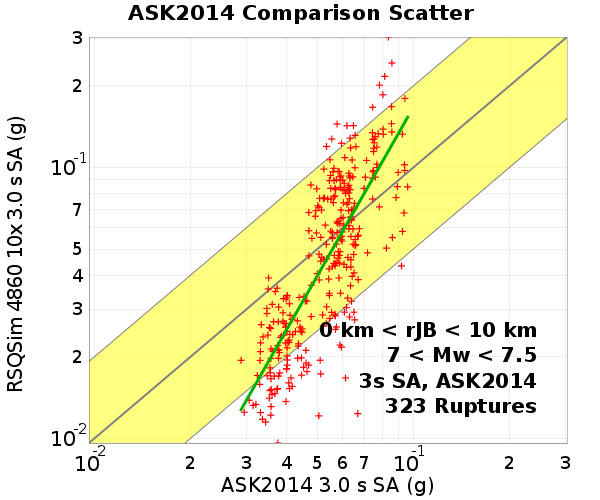 ASK2014 Comparison Scatter
RSQSim 4860 10x 3.0 s SA (g)
3
2
10^-1
7
5
4
3
2
10^-2
0 km < rJB < 10 km
7 < Mw < 7.5
3s SA, ASK2014
323 Ruptures
10^-2 2 3 4 5 6 7 10^-1 2 3
ASK2014 3.0 s SA (g)